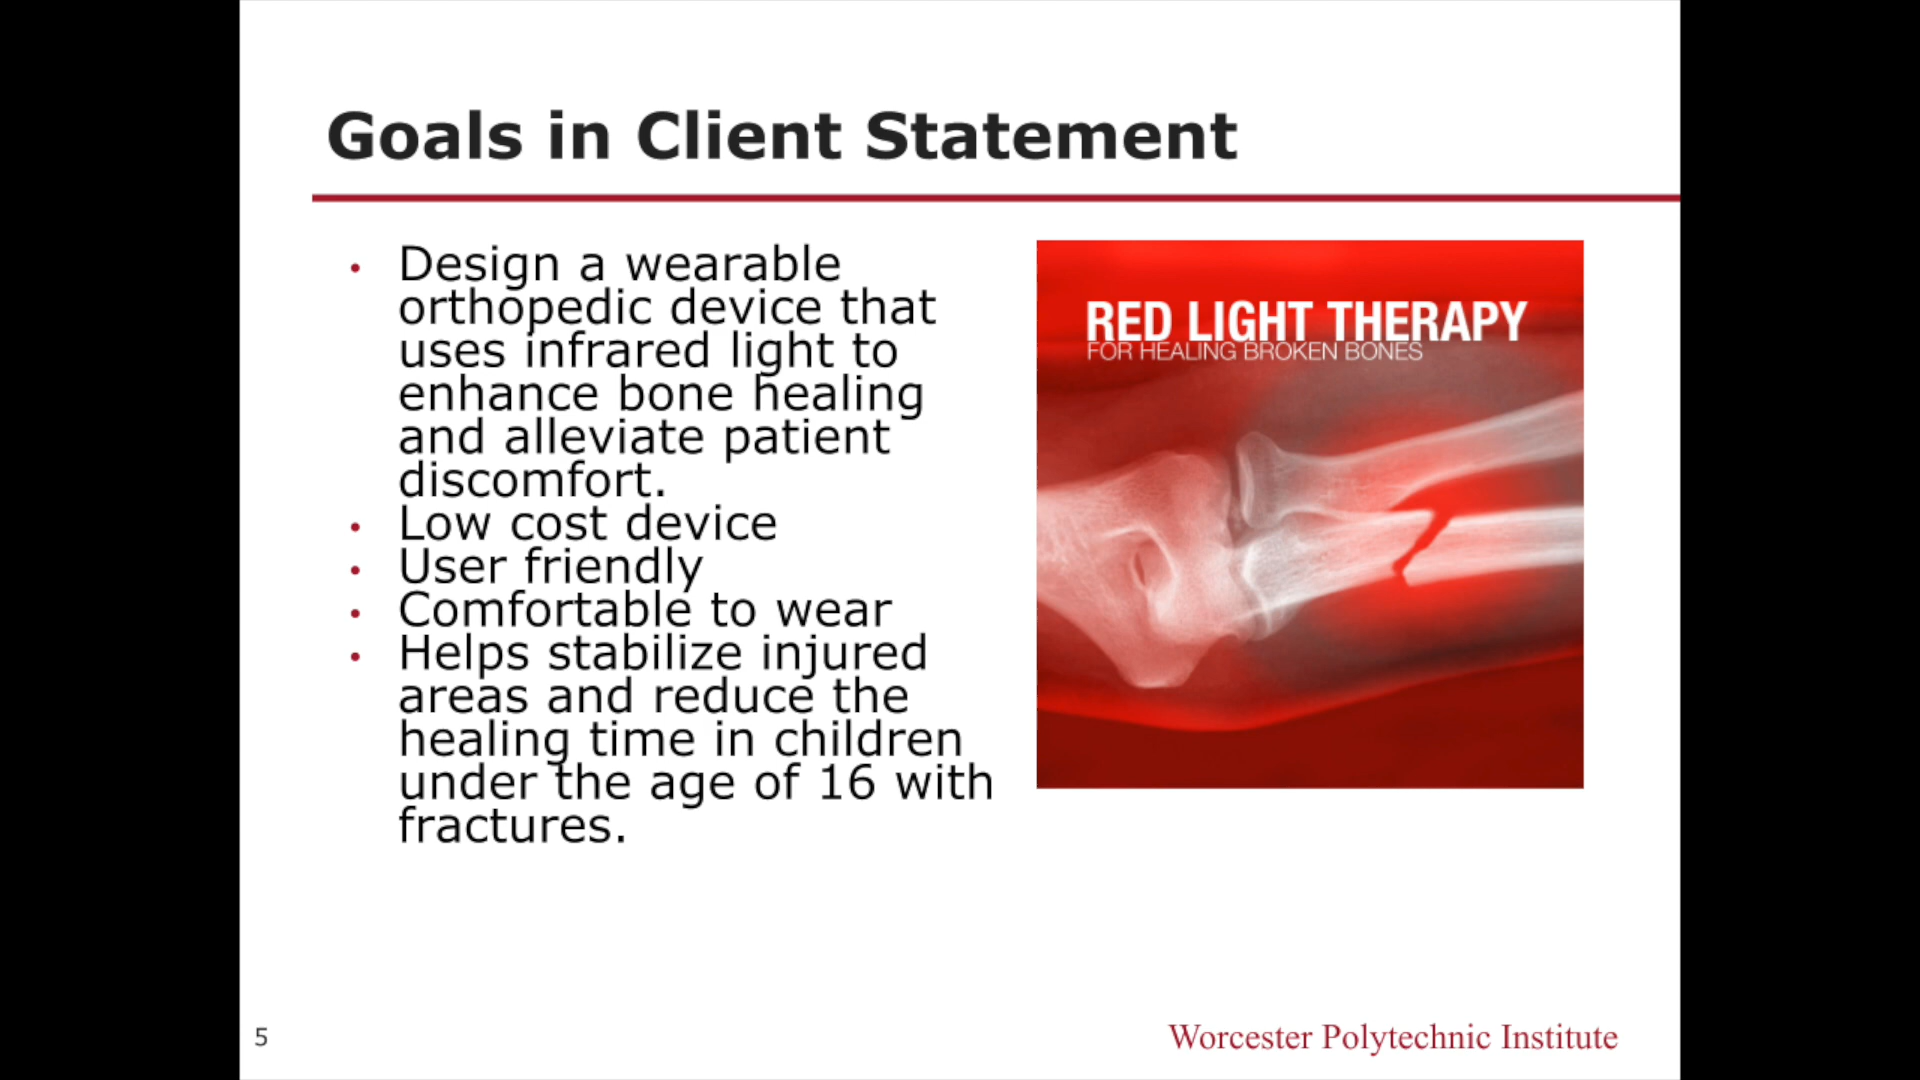 Goals in Client Statement
• Design a wearable
orthopedic device that
uses infrared light to
enhance bone healing
and alleviate patient
discomfort.
• Low cost device
• User friendly
• Comfortable to wear
• Helps stabilize injured
areas and reduce the
healing time in children
under the age of 16 with
fractures.
RED LIGHT THERAPY
FOR HEALING BROKEN BONES
5
Worcester Polytechnic Institute